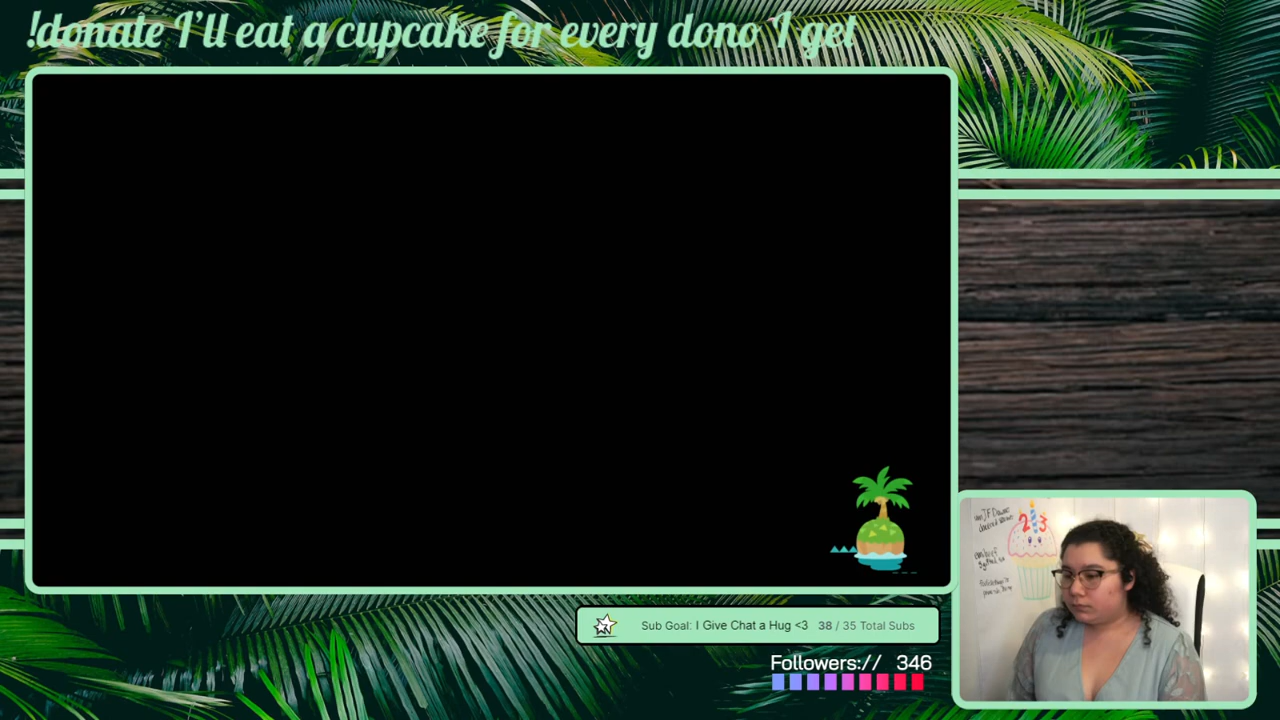 !donate I'll eat a cupcake for every dono I get
23
Sub Goal: I Give Chat a Hug <3 38 / 35 Total Subs
Followers:// 346